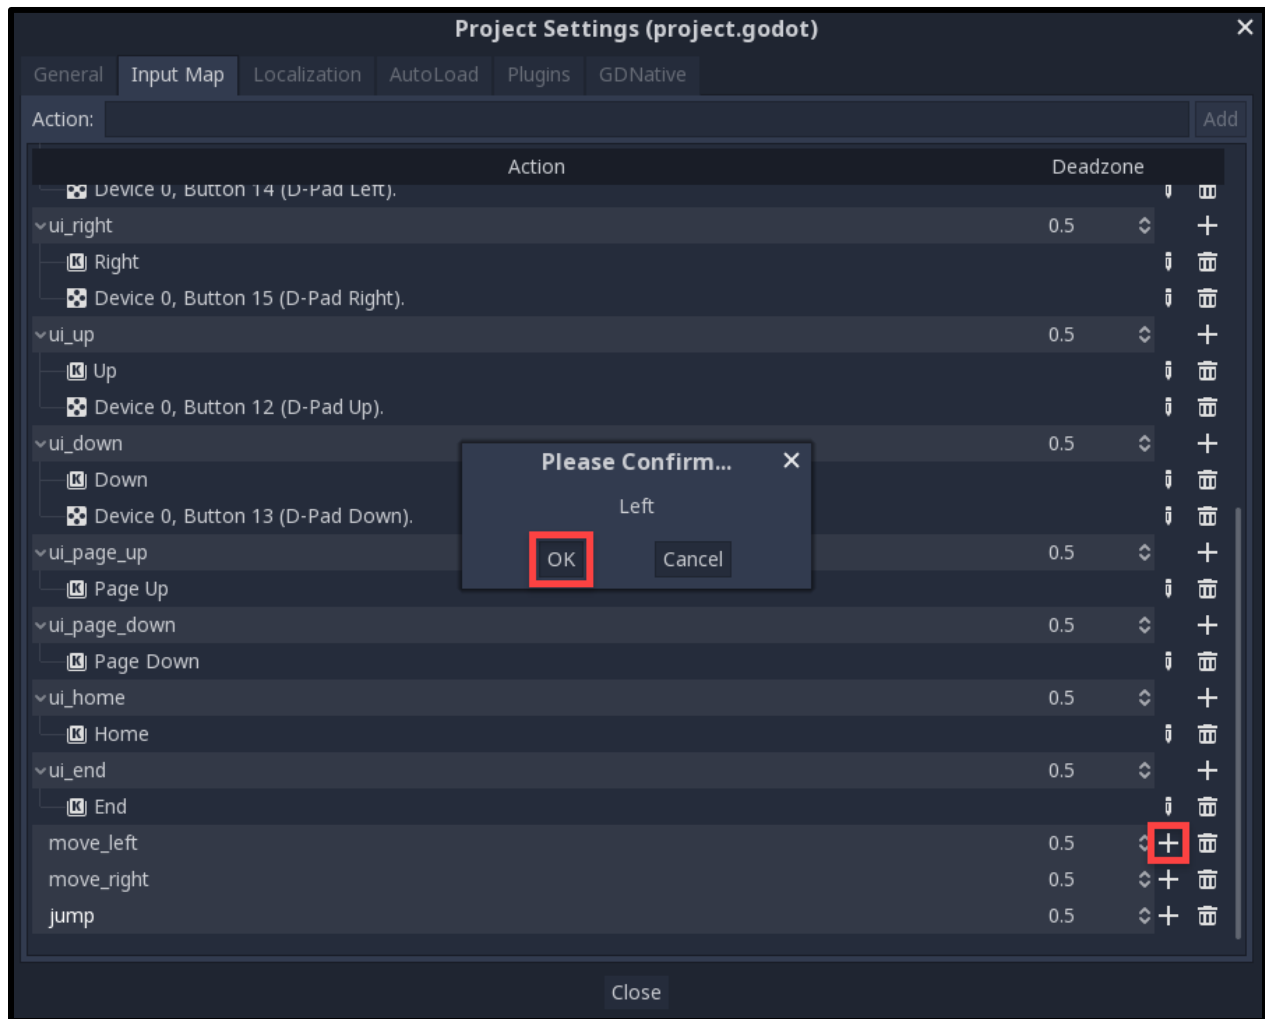 Project Settings (project.godot)
General Input Map Localization AutoLoad Plugins GDNative
Action: Add
Action Deadzone
Device 0, Button 14 (D-Pad Left).
ui_right 0.5
Right
Device 0, Button 15 (D-Pad Right).
ui_up 0.5
Up
Device 0, Button 12 (D-Pad Up).
ui_down 0.5
Down
Device 0, Button 13 (D-Pad Down).
Please Confirm...
Left
OK Cancel
ui_page_up 0.5
Page Up
ui_page_down 0.5
Page Down
ui_home 0.5
Home
ui_end 0.5
End
move_left 0.5
move_right 0.5
jump 0.5
Close